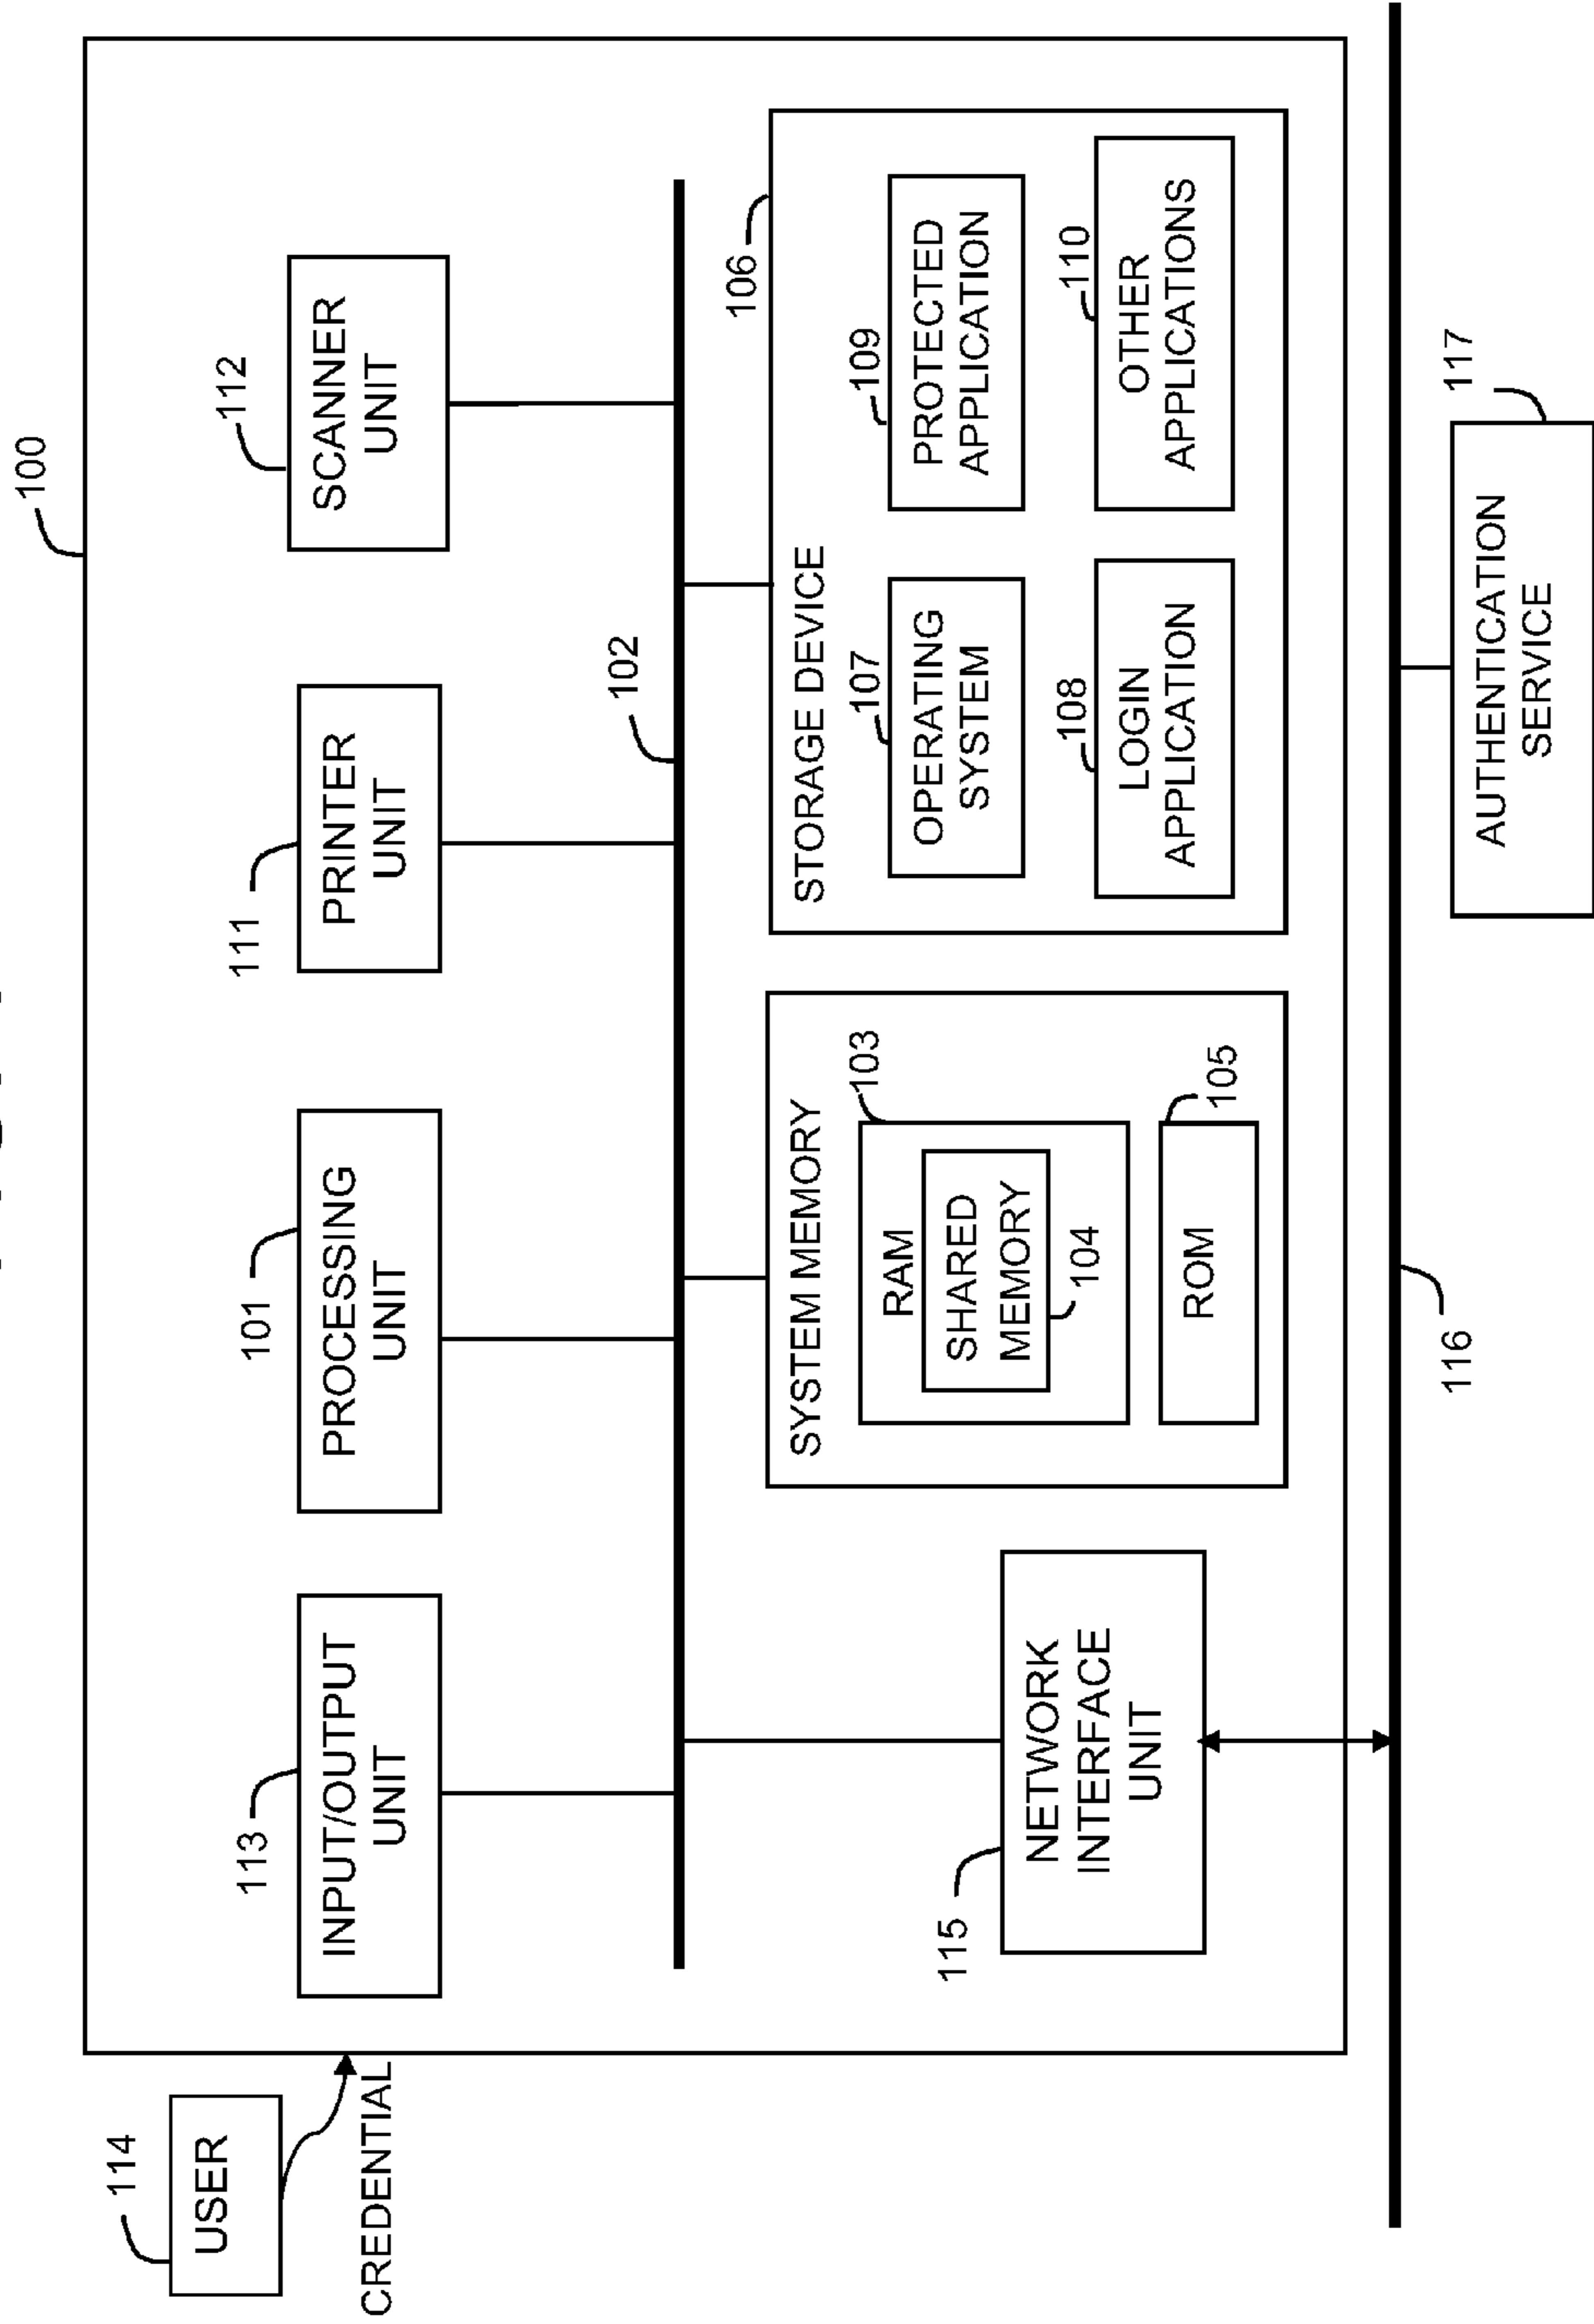 100
114
USER
CREDENTIAL
113
INPUT/OUTPUT
UNIT
101
PROCESSING
UNIT
111
PRINTER
UNIT
112
SCANNER
UNIT
102
115
NETWORK
INTERFACE
UNIT
SYSTEM MEMORY
103
RAM
SHARED
MEMORY
104
105
ROM
106
STORAGE DEVICE
107
OPERATING
SYSTEM
109
PROTECTED
APPLICATION
108
LOGIN
APPLICATION
110
OTHER
APPLICATIONS
116
117
AUTHENTICATION
SERVICE